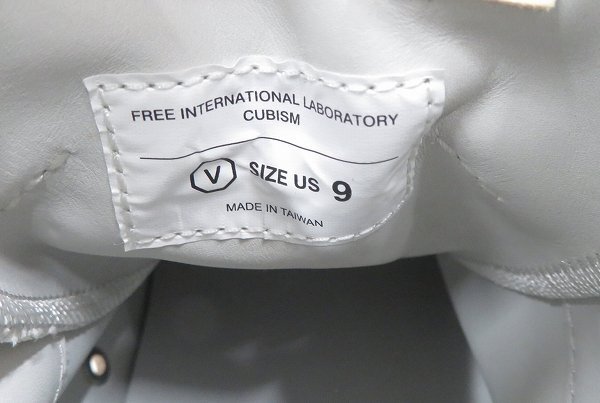 FREE INTERNATIONAL LABORATORY
CUBISM
V SIZE US 9
MADE IN TAIWAN